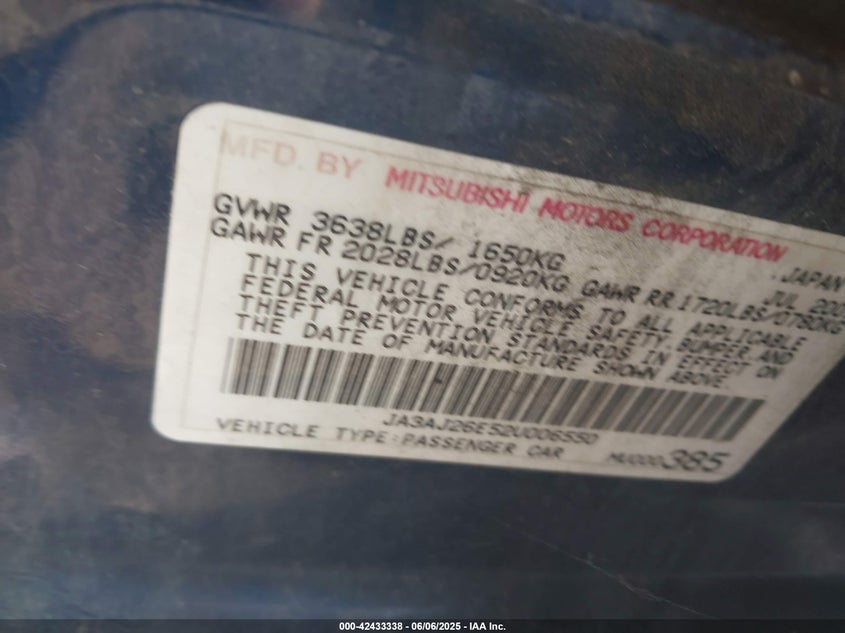 MFD. BY MITSUBISHI MOTORS CORPORATION
JAPAN
GVWR 3638LBS/ 1650KG
GAWR FR 2028LBS/0920KG GAWR RR 1720LBS/0780KG
THIS VEHICLE CONFORMS TO ALL APPLICABLE
FEDERAL MOTOR VEHICLE SAFETY, BUMPER AND
THEFT PREVENTION STANDARDS IN EFFECT ON
THE DATE OF MANUFACTURE SHOWN ABOVE.
JA3AJ26E52U006550
VEHICLE TYPE:PASSENGER CAR
385
000-42433338 - 06/06/2025 - IAA Inc.